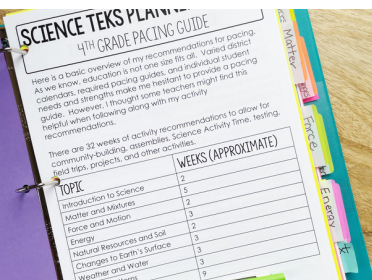 SCIENCE TEKS
4TH GRADE PACING GUIDE
Here is a basic overview of my recommendations for pacing.
As we know, education is not one size fits all. Varied district
calendars, required pacing guides, and individual student
needs and strengths make me hesitant to provide a pacing
guide. However, I thought some teachers might find this
helpful when following along with my activity
recommendations.
There are 32 weeks of activity recommendations to allow for
community-building, assemblies, Science Activity Time, testing,
field trips, projects, and other activities.
TOPIC WEEKS (APPROXIMATE)
Introduction to Science 2
Matter and Mixtures 5
Force and Motion 2
Energy 3
Natural Resources and Soil 2
Changes to Earth's Surface 3
Weather and Water 3
9
Matter
Force
Energy